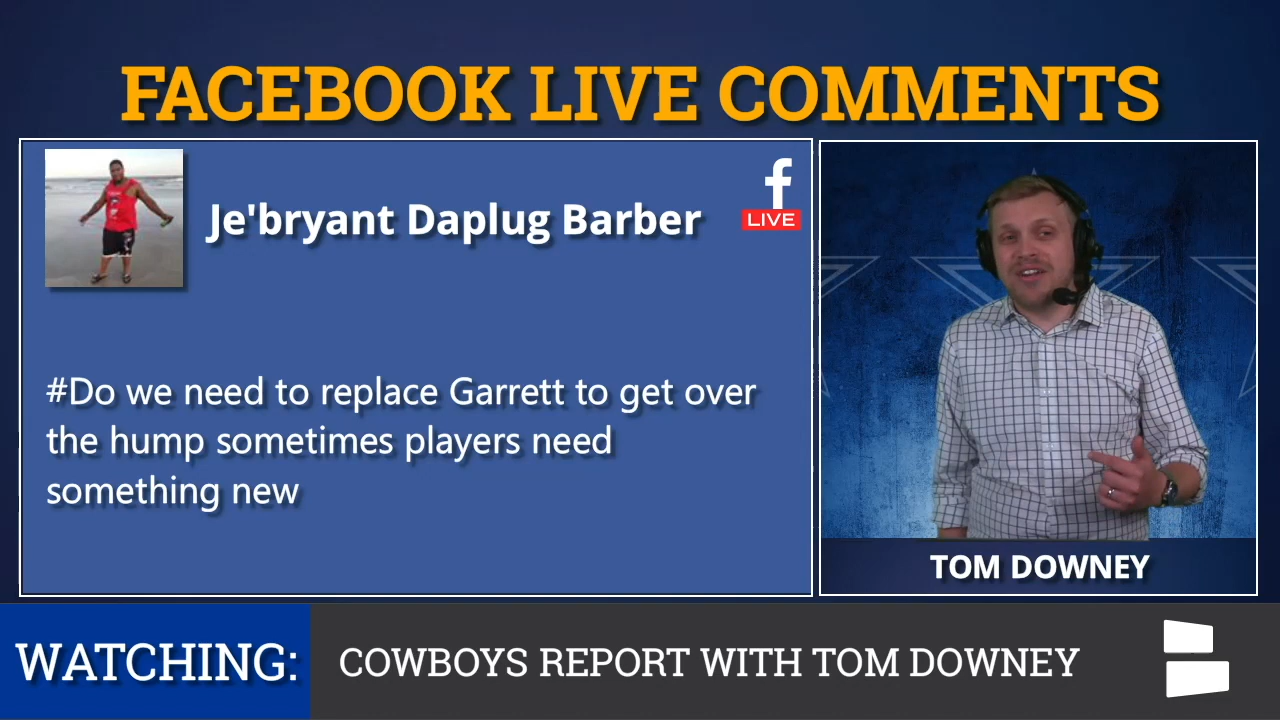 FACEBOOK LIVE COMMENTS
Je'bryant Daplug Barber
f
LIVE
#Do we need to replace Garrett to get over
the hump sometimes players need
something new
TOM DOWNEY
WATCHING:
COWBOYS REPORT WITH TOM DOWNEY